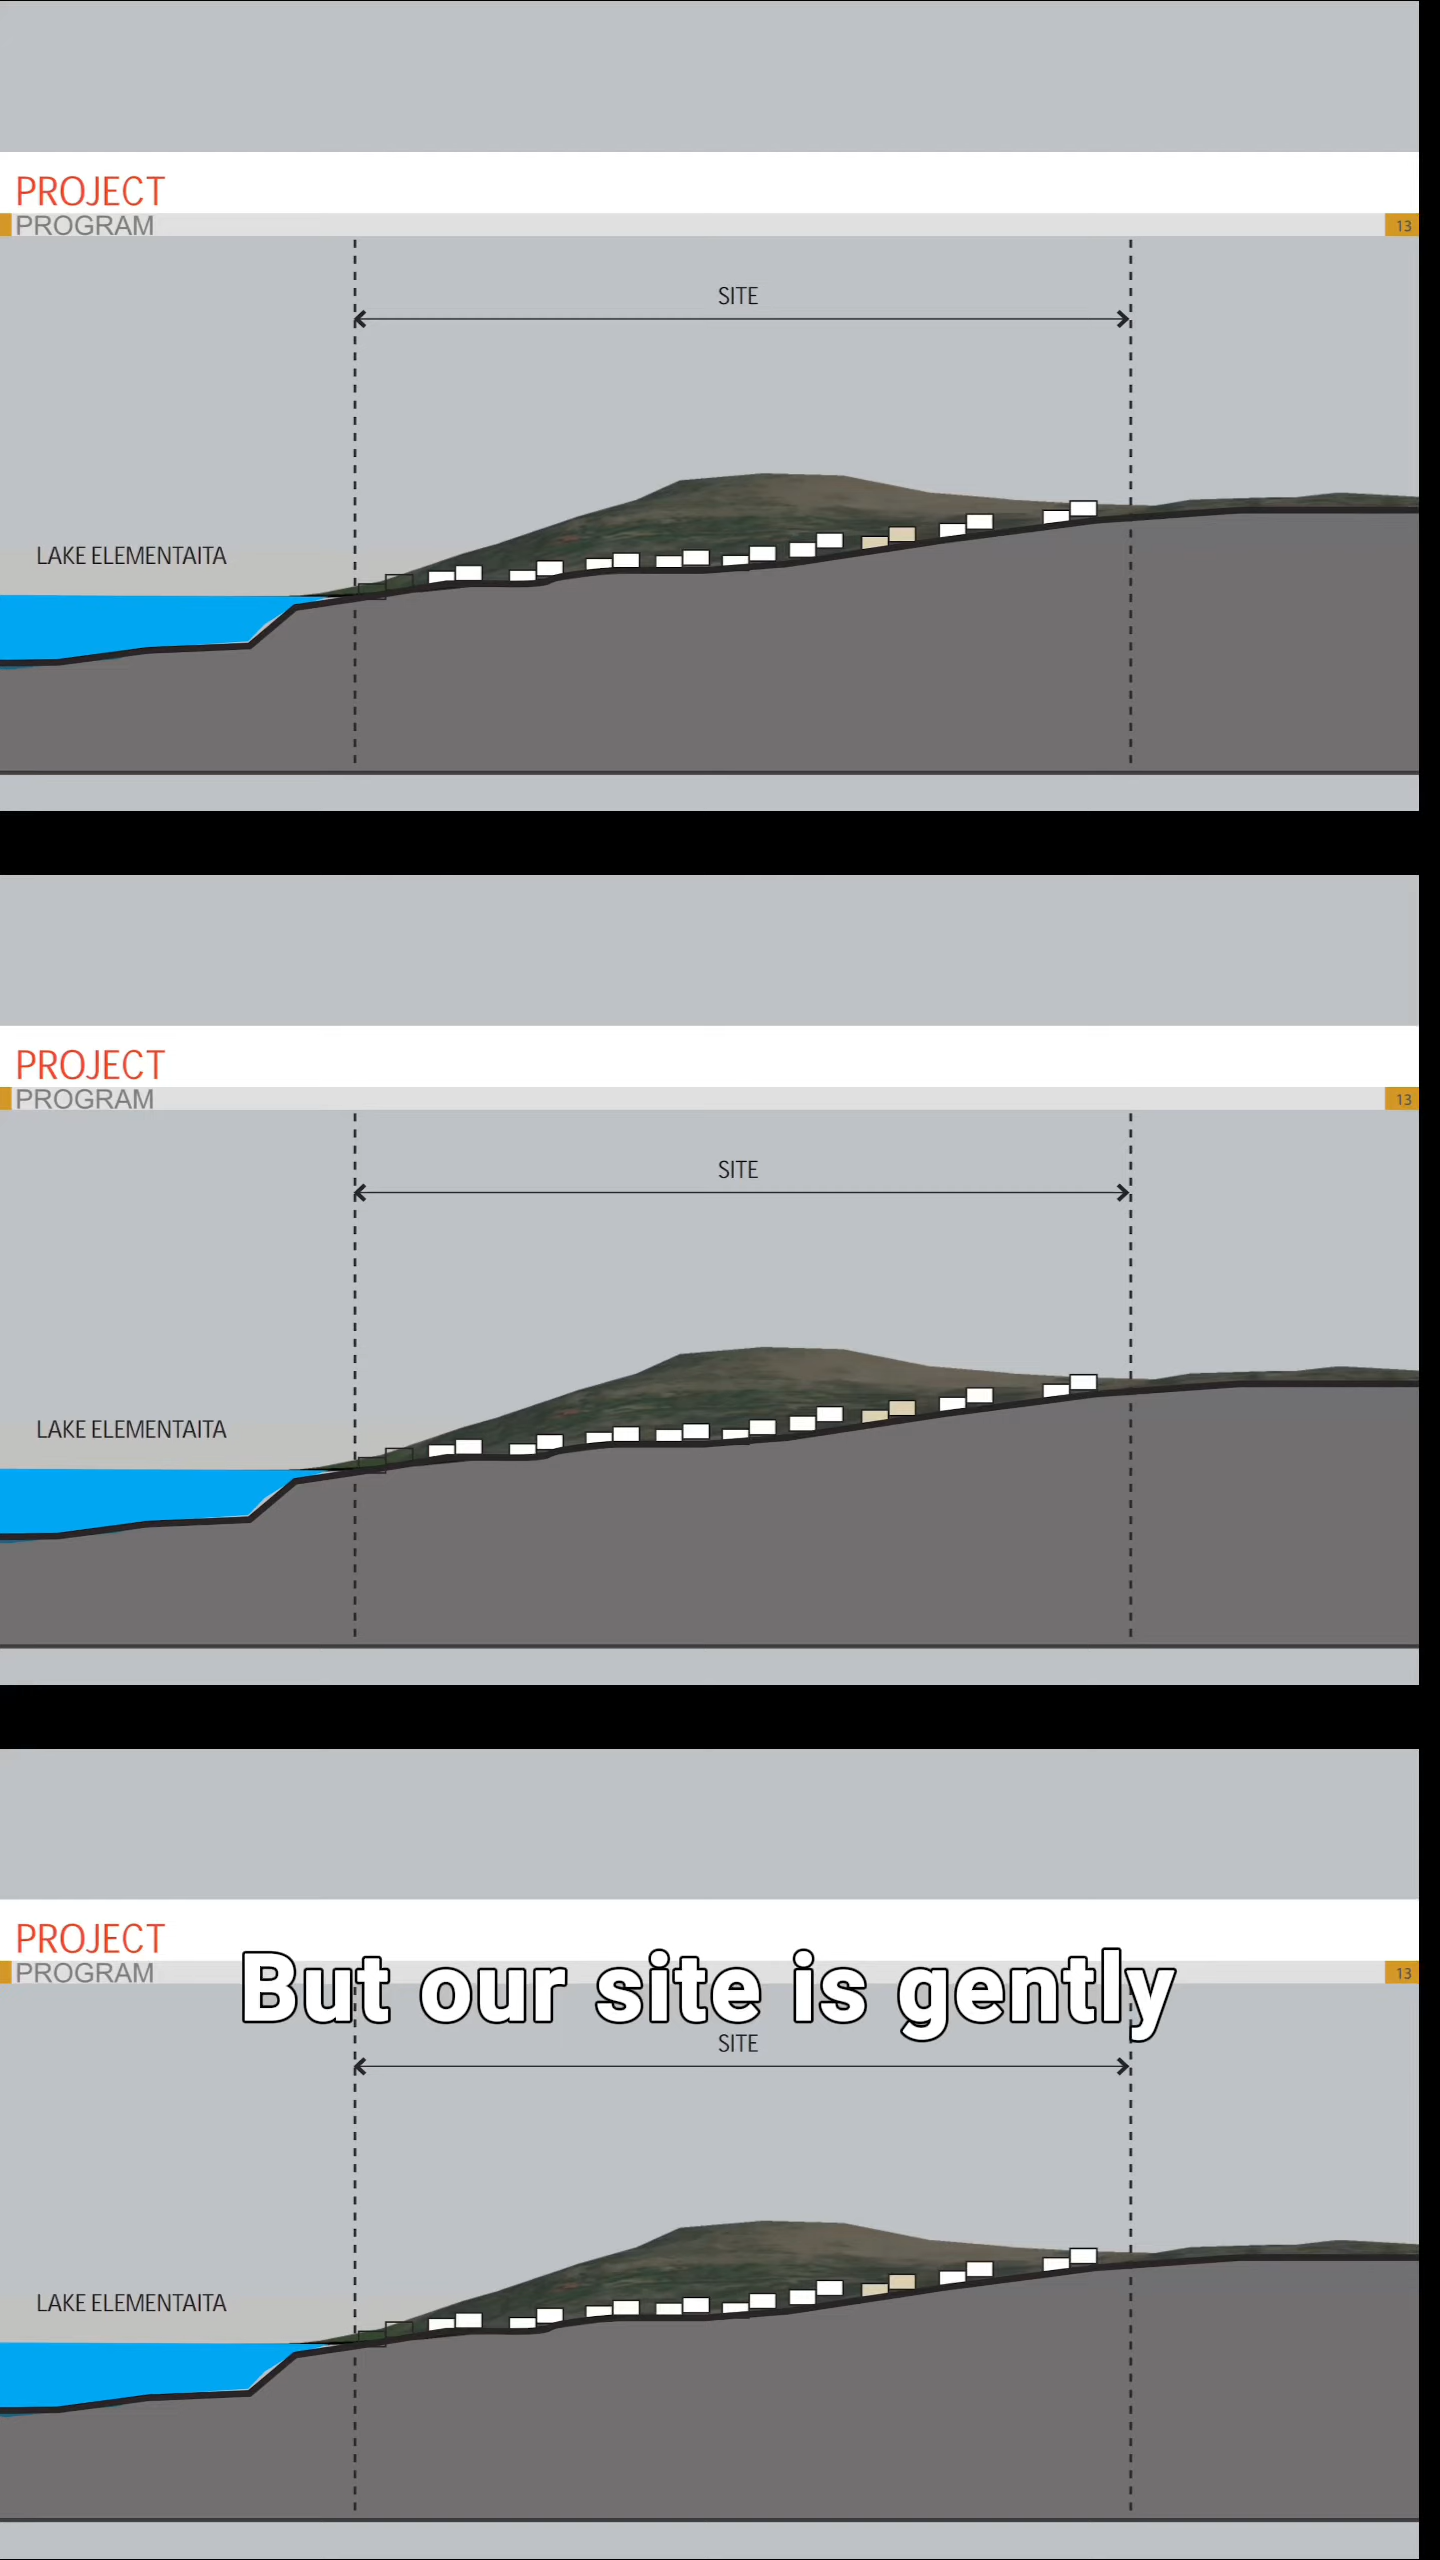 PROJECT
PROGRAM
13
SITE
LAKE ELEMENTAITA
PROJECT
PROGRAM
13
SITE
LAKE ELEMENTAITA
PROJECT
PROGRAM
13
But our site is gently
SITE
LAKE ELEMENTAITA